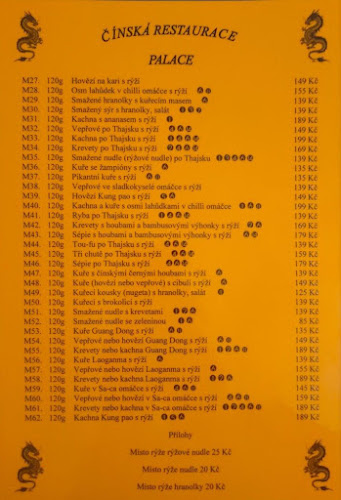 ČÍNSKÁ RESTAURACE
PALACE
M27. 120g Hovězí na kari s rýží 149 Kč
M28. 120g Osm lahůdek v chilli omáčce s rýží 155 Kč
M29. 120g Smažené hranolky s kuřecím masem 139 Kč
M30. 120g Smažený sýr s hranolky, salát 139 Kč
M31. 120g Kachna s ananasem s rýží 189 Kč
M32. 120g Vepřové po Thajsku s rýží 149 Kč
M33. 120g Kachna po Thajsku s rýží 199 Kč
M34. 120g Krevety po Thajsku s rýží 169 Kč
M35. 120g Smažené nudle (rýžové nudle) po Thajsku 139 Kč
M36. 120g Kuře se žampióny s rýží 135 Kč
M37. 120g Pikantní kuře s rýží 135 Kč
M38. 120g Vepřové ve sladkokyselé omáčce s rýží 139 Kč
M39. 120g Hovězí Kung pao s rýží 149 Kč
M40. 120g Kachna a kuře s osmi lahůdkami v chilli omáčce 199 Kč
M41. 120g Ryba po Thajsku s rýží 139 Kč
M42. 120g Krevety s houbami a bambusovými výhonky s rýží 169 Kč
M43. 120g Sépie s houbami a bambusovými výhonky s rýží 179 Kč
M44. 120g Tou-fu po Thajsku s rýží 139 Kč
M45. 120g Tři chutě po Thajsku s rýží 159 Kč
M46. 120g Sépie po Thajsku s rýží 179 Kč
M47. 120g Kuře s čínskými černými houbami s rýží 139 Kč
M48. 120g Kuře (hovězí nebo vepřové) s cibulí s rýží 149 Kč
M49. 120g Kuřecí kousky (nugeta) s hranolky, salát 125 Kč
M50. 120g Kuřecí s brokolicí s rýží 139 Kč
M51. 120g Smažené nudle s krevetami 139 Kč
M52. 120g Smažené nudle se zeleninou 85 Kč
M53. 120g Kuře Guang Dong s rýží 135 Kč
M54. 120g Vepřové nebo hovězí Guang Dong s rýží 149 Kč
M55. 120g Krevety nebo kachna Guang Dong s rýží 189 Kč
M56. 120g Kuře Laoganma s rýží 139 Kč
M57. 120g Vepřové nebo hovězí Laoganma s rýží 155 Kč
M58. 120g Krevety nebo kachna Laoganma s rýží 189 Kč
M59. 120g Kuře v Sa-ca omáčce s rýží 145 Kč
M60. 120g Vepřové nebo hovězí v Sa-ca omáčce s rýží 159 Kč
M61. 120g Krevety nebo kachna v Sa-ca omáčce s rýží 189 Kč
M62. 120g Kachna Kung pao s rýží 189 Kč
Přílohy
Místo rýže rýžové nudle 25 Kč
Místo rýže nudle 20 Kč
Místo rýže hranolky 20 Kč